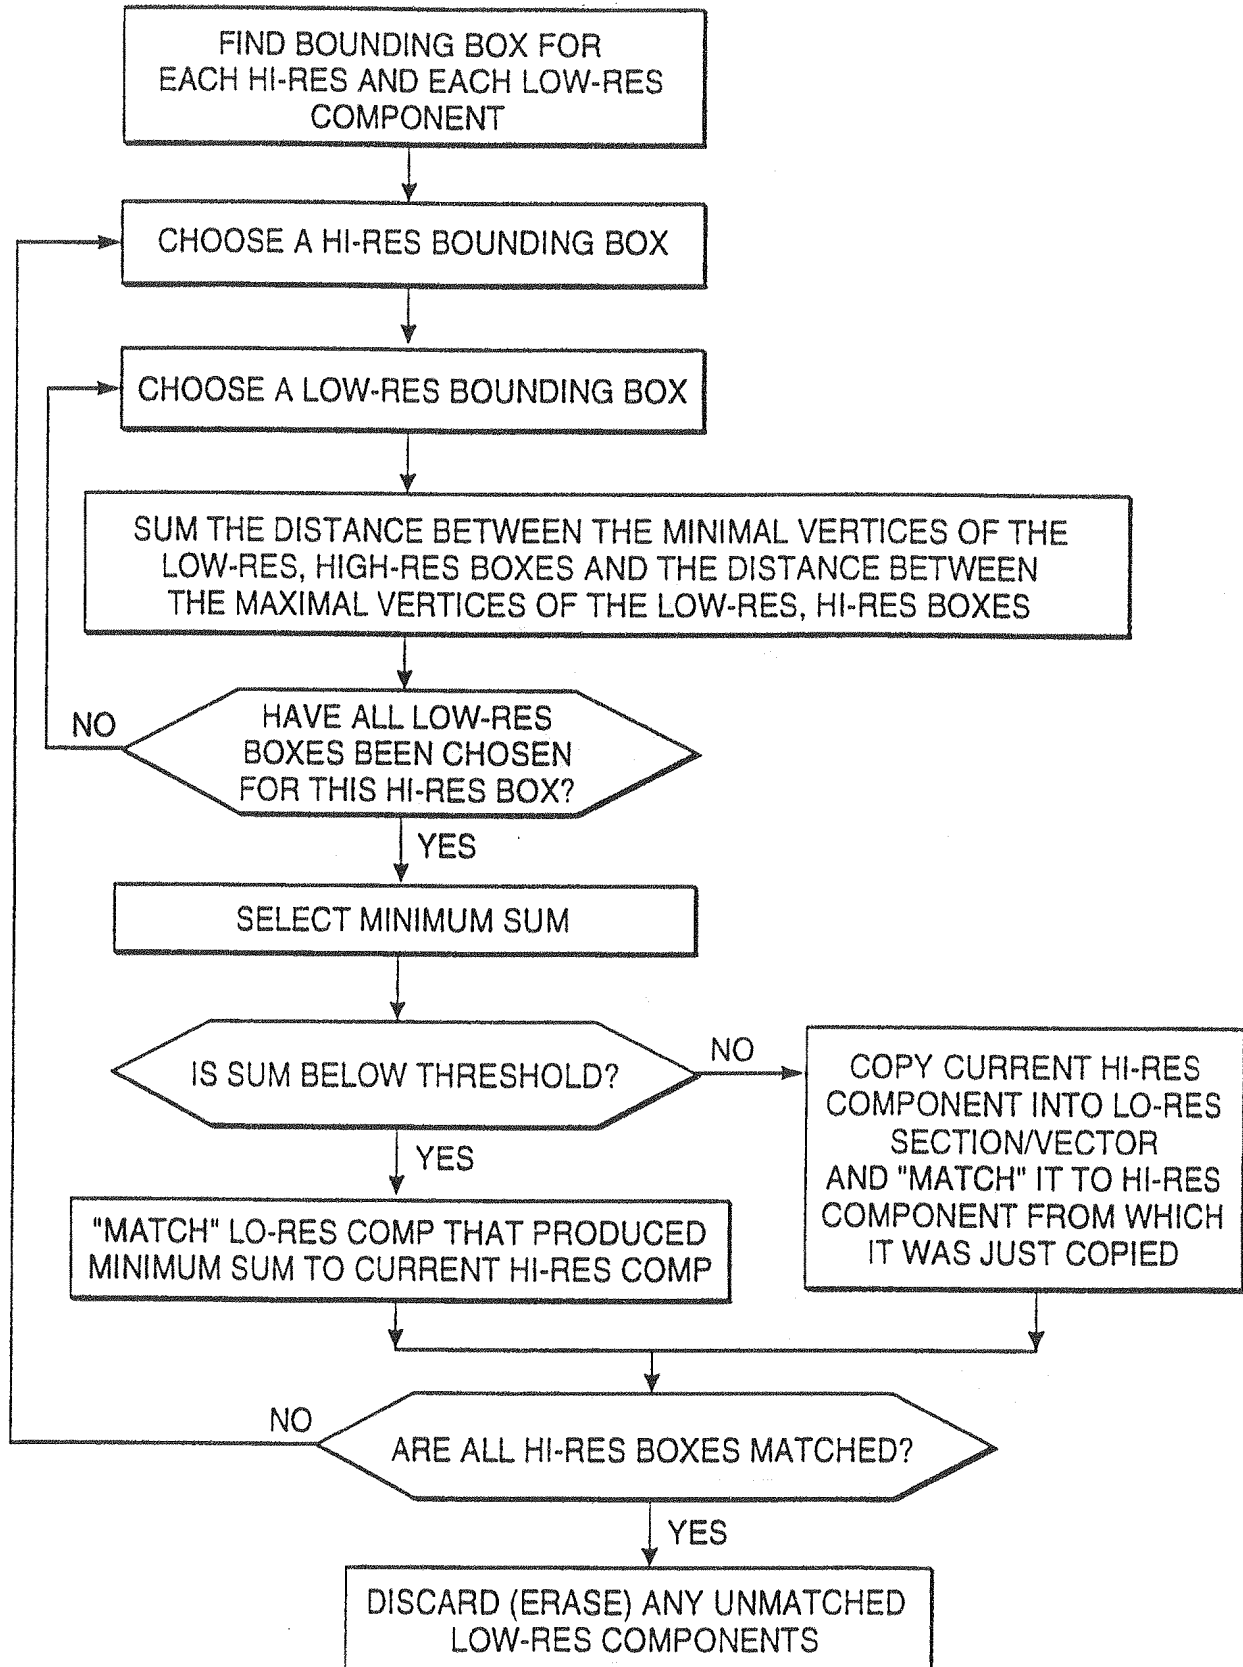 FIND BOUNDING BOX FOR
EACH HI-RES AND EACH LOW-RES
COMPONENT
CHOOSE A HI-RES BOUNDING BOX
CHOOSE A LOW-RES BOUNDING BOX
SUM THE DISTANCE BETWEEN THE MINIMAL VERTICES OF THE
LOW-RES, HIGH-RES BOXES AND THE DISTANCE BETWEEN
THE MAXIMAL VERTICES OF THE LOW-RES, HI-RES BOXES
NO
HAVE ALL LOW-RES
BOXES BEEN CHOSEN
FOR THIS HI-RES BOX?
YES
SELECT MINIMUM SUM
IS SUM BELOW THRESHOLD?
NO
COPY CURRENT HI-RES
COMPONENT INTO LO-RES
SECTION/VECTOR
AND "MATCH" IT TO HI-RES
COMPONENT FROM WHICH
IT WAS JUST COPIED
YES
"MATCH" LO-RES COMP THAT PRODUCED
MINIMUM SUM TO CURRENT HI-RES COMP
NO
ARE ALL HI-RES BOXES MATCHED?
YES
DISCARD (ERASE) ANY UNMATCHED
LOW-RES COMPONENTS